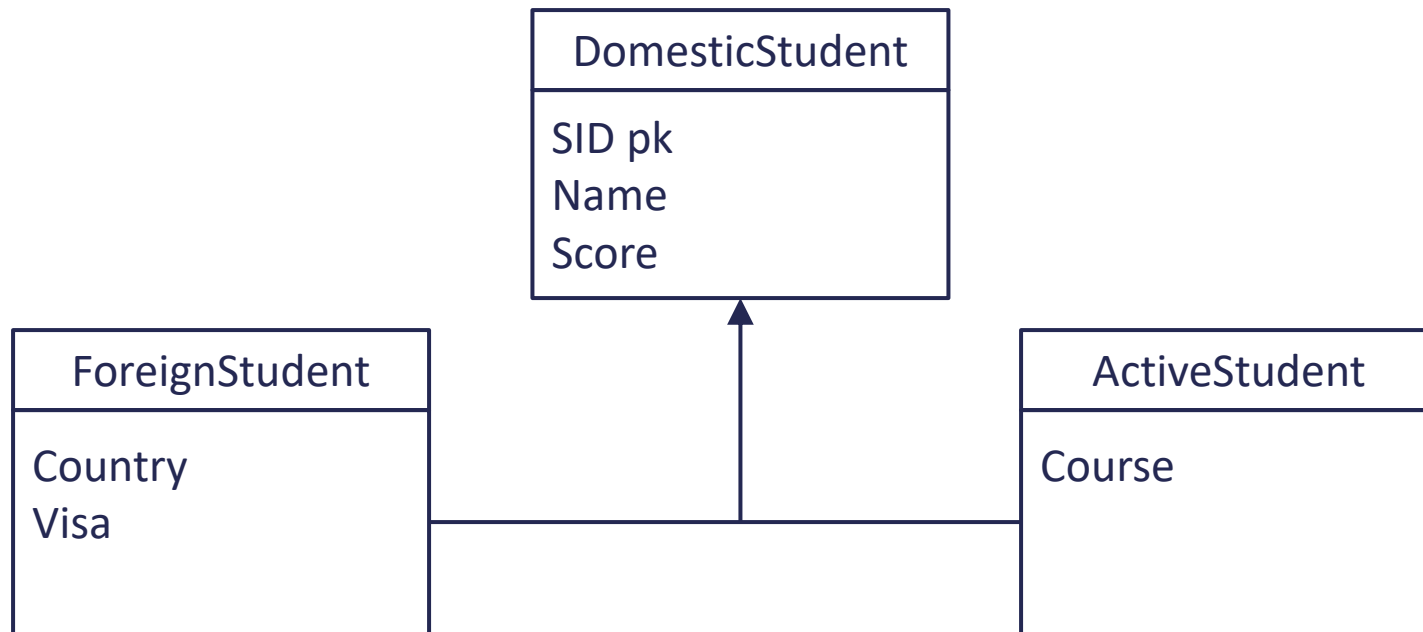 DomesticStudent
SID pk
Name
Score
ForeignStudent
Country
Visa
ActiveStudent
Course